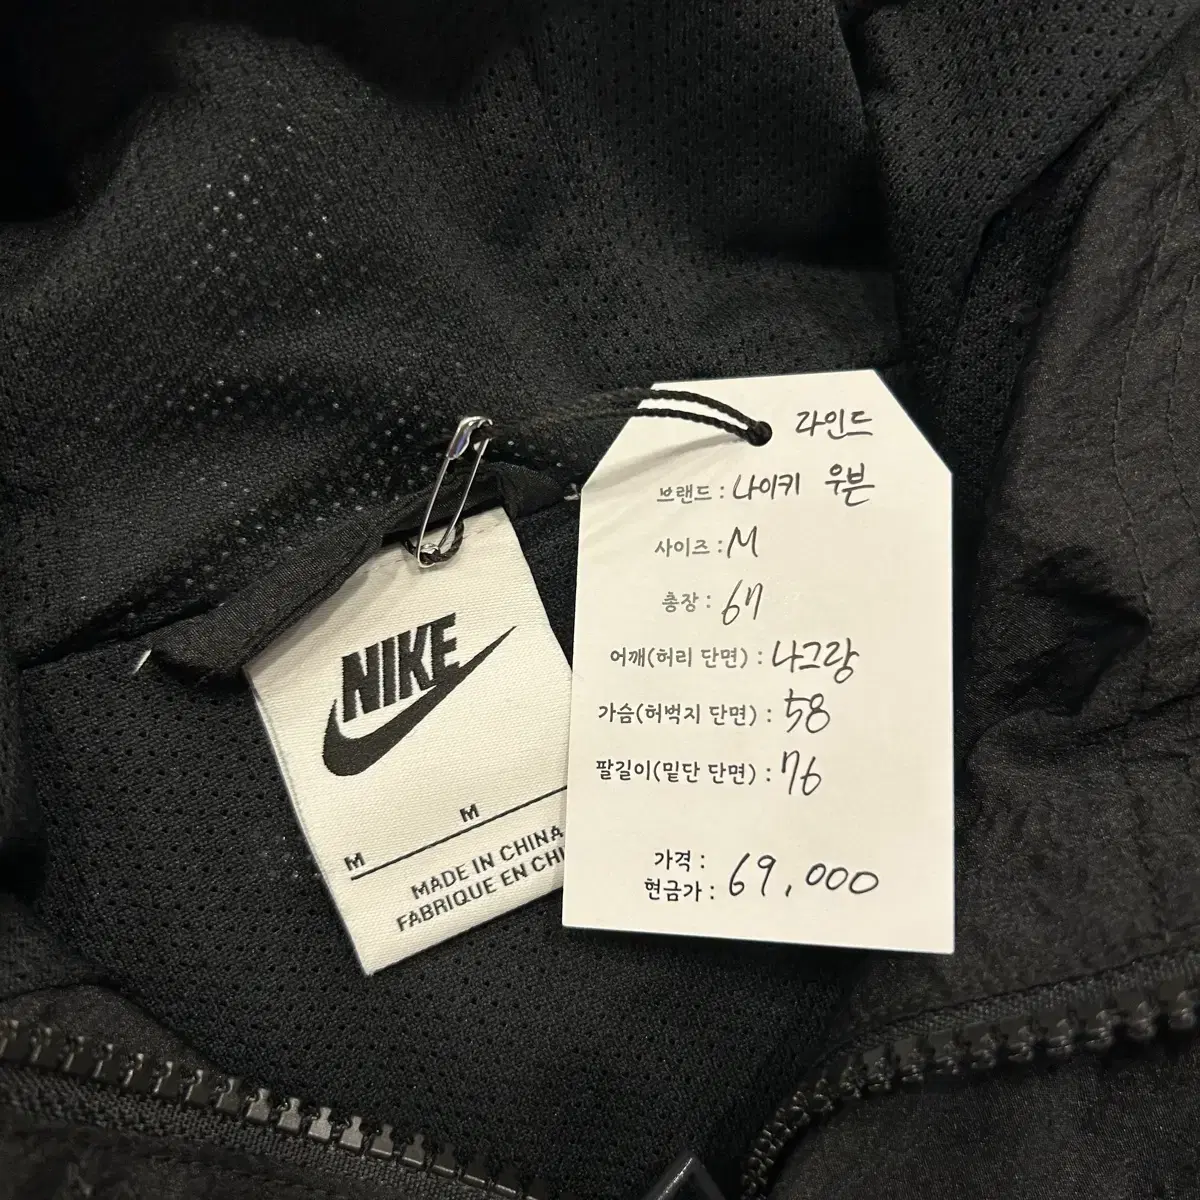 라인드
브랜드 : 나이키 우븐
사이즈 : M
총장 : 67
어깨(허리 단면) : 나그랑
가슴(허벅지 단면) : 58
팔길이(밑단 단면) : 76
가격 :
현금가 : 69,000
NIKE
M
M
MADE IN CHINA
FABRIQUE EN CHI